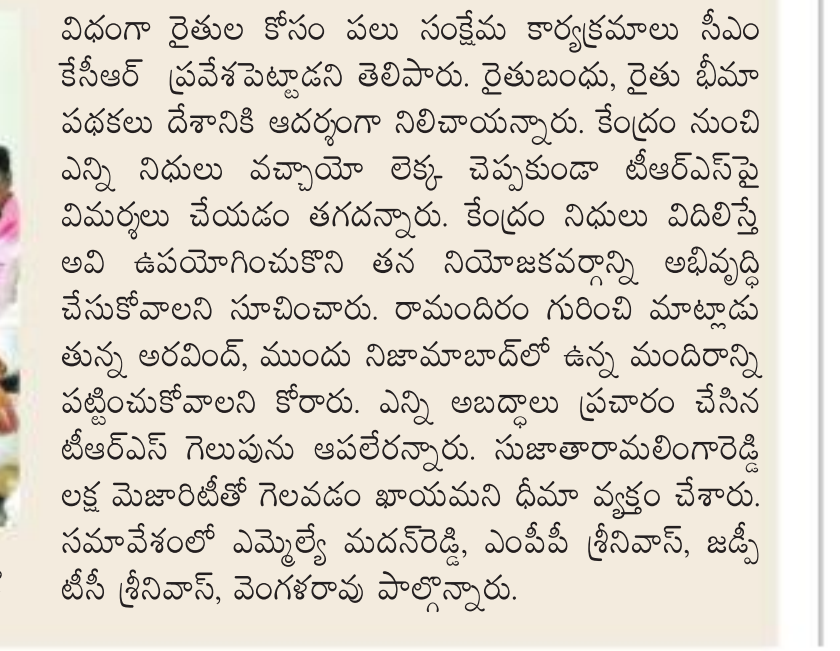 విధంగా రైతుల కోసం పలు సంక్షేమ కార్యక్రమాలు సీఎం
కేసీఆర్ ప్రవేశపెట్టాడని తెలిపారు. రైతుబంధు, రైతు భీమా
పథకలు దేశానికి ఆదర్శంగా నిలిచాయన్నారు. కేంద్రం నుంచి
ఎన్ని నిధులు వచ్చాయో లెక్క చెప్పకుండా టీఆర్ఎస్‌పై
విమర్శలు చేయడం తగదన్నారు. కేంద్రం నిధులు విదిలిస్తే
అవి ఉపయోగించుకొని తన నియోజకవర్గాన్ని అభివృద్ధి
చేసుకోవాలని సూచించారు. రామందిరం గురించి మాట్లాడు
తున్న అరవింద్, ముందు నిజామాబాద్‌లో ఉన్న మందిరాన్ని
పట్టించుకోవాలని కోరారు. ఎన్ని అబద్ధాలు ప్రచారం చేసిన
టీఆర్ఎస్ గెలుపును ఆపలేరన్నారు. సుజాతారామలింగారెడ్డి
లక్ష మెజారిటీతో గెలవడం ఖాయమని ధీమా వ్యక్తం చేశారు.
సమావేశంలో ఎమ్మెల్యే మదన్‌రెడ్డి, ఎంపీపీ శ్రీనివాస్, జడ్పీ
టీసీ శ్రీనివాస్, వెంగళరావు పాల్గొన్నారు.